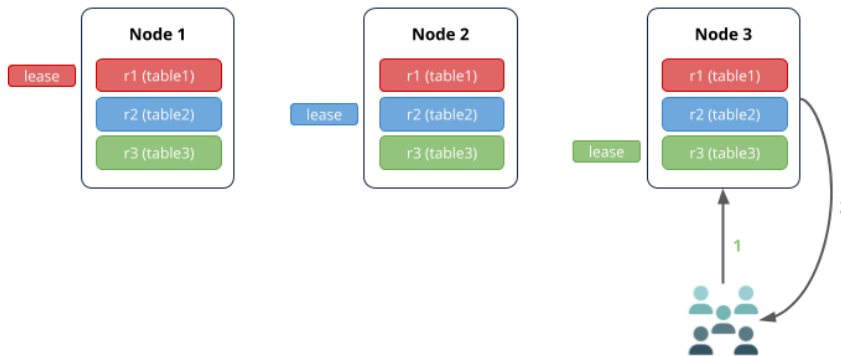 Node 1
Node 2
Node 3
lease
r1 (table1)
r1 (table1)
r1 (table1)
r2 (table2)
lease
r2 (table2)
r2 (table2)
r3 (table3)
r3 (table3)
lease
r3 (table3)
1